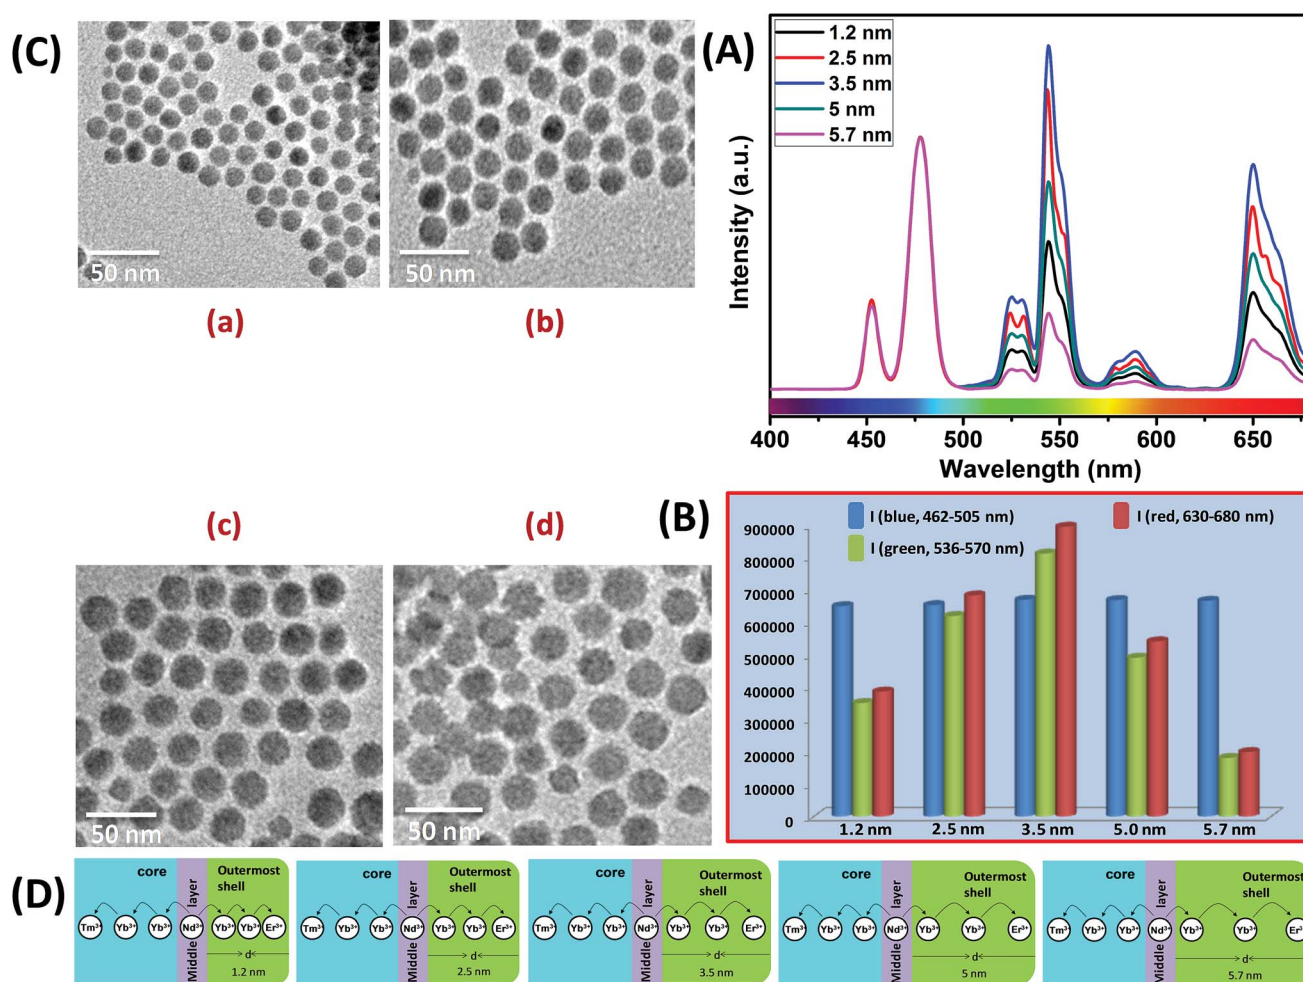 (C)
50 nm
50 nm
(a)
(b)
(A)
1.2 nm
2.5 nm
3.5 nm
5 nm
5.7 nm
Intensity (a.u.)
400 450 500 550 600 650
Wavelength (nm)
(c)
(d)
50 nm
50 nm
(B)
I (blue, 462-505 nm)
I (red, 630-680 nm)
I (green, 536-570 nm)
900000
800000
700000
600000
500000
400000
300000
200000
100000
0
1.2 nm 2.5 nm 3.5 nm 5.0 nm 5.7 nm
(D)
core
Middle layer
Outermost
shell
Tm³⁺ Yb³⁺ Yb³⁺ Nd³⁺ Yb³⁺ Yb³⁺ Er³⁺
d
1.2 nm
core
Middle layer
Outermost
shell
Tm³⁺ Yb³⁺ Yb³⁺ Nd³⁺ Yb³⁺ Yb³⁺ Er³⁺
d
2.5 nm
core
Middle layer
Outermost
shell
Tm³⁺ Yb³⁺ Yb³⁺ Nd³⁺ Yb³⁺ Yb³⁺ Er³⁺
d
3.5 nm
core
Middle layer
Outermost
shell
Tm³⁺ Yb³⁺ Yb³⁺ Nd³⁺ Yb³⁺ Yb³⁺ Er³⁺
d
5 nm
core
Middle layer
Outermost
shell
Tm³⁺ Yb³⁺ Yb³⁺ Nd³⁺ Yb³⁺ Yb³⁺ Er³
d
5.7 nm